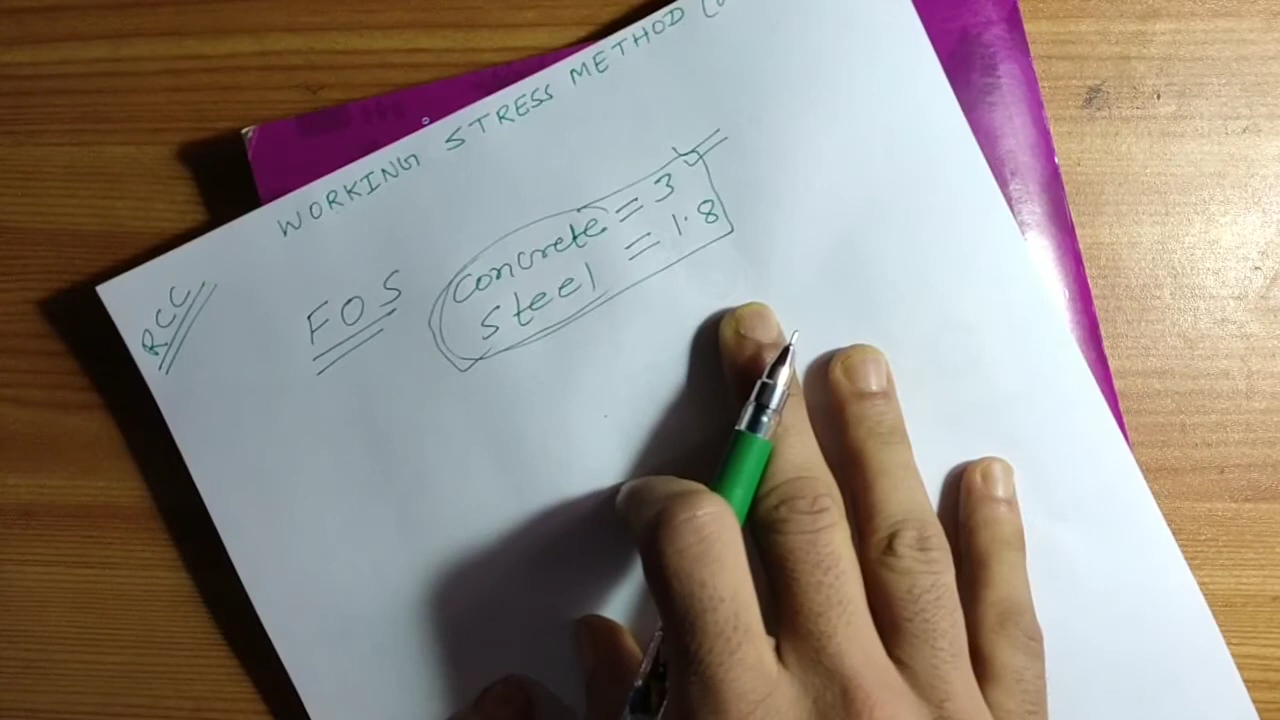 WORKING STRESS METHOD
RCC
FOS
concrete = 3
steel = 1.8